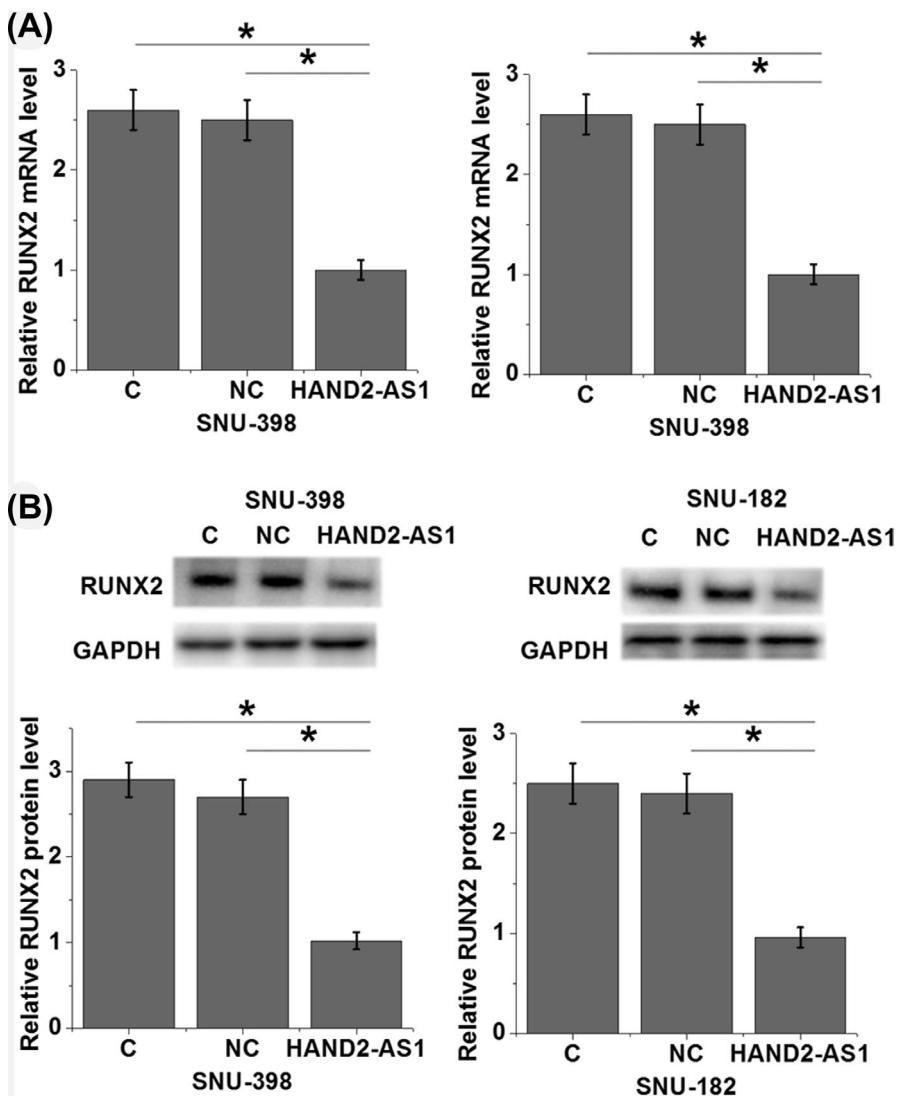 (A)
* *
* *
Relative RUNX2 mRNA level
3
2
1
0
C NC HAND2-AS1
SNU-398
Relative RUNX2 mRNA level
3
2
1
0
C NC HAND2-AS1
SNU-398
(B)
SNU-398
C NC HAND2-AS1
RUNX2
GAPDH
SNU-182
C NC HAND2-AS1
RUNX2
GAPDH
* *
Relative RUNX2 protein level
3
2
1
0
C NC HAND2-AS1
SNU-398
* *
Relative RUNX2 protein level
3
2
1
0
C NC HAND2-AS1
SNU-182